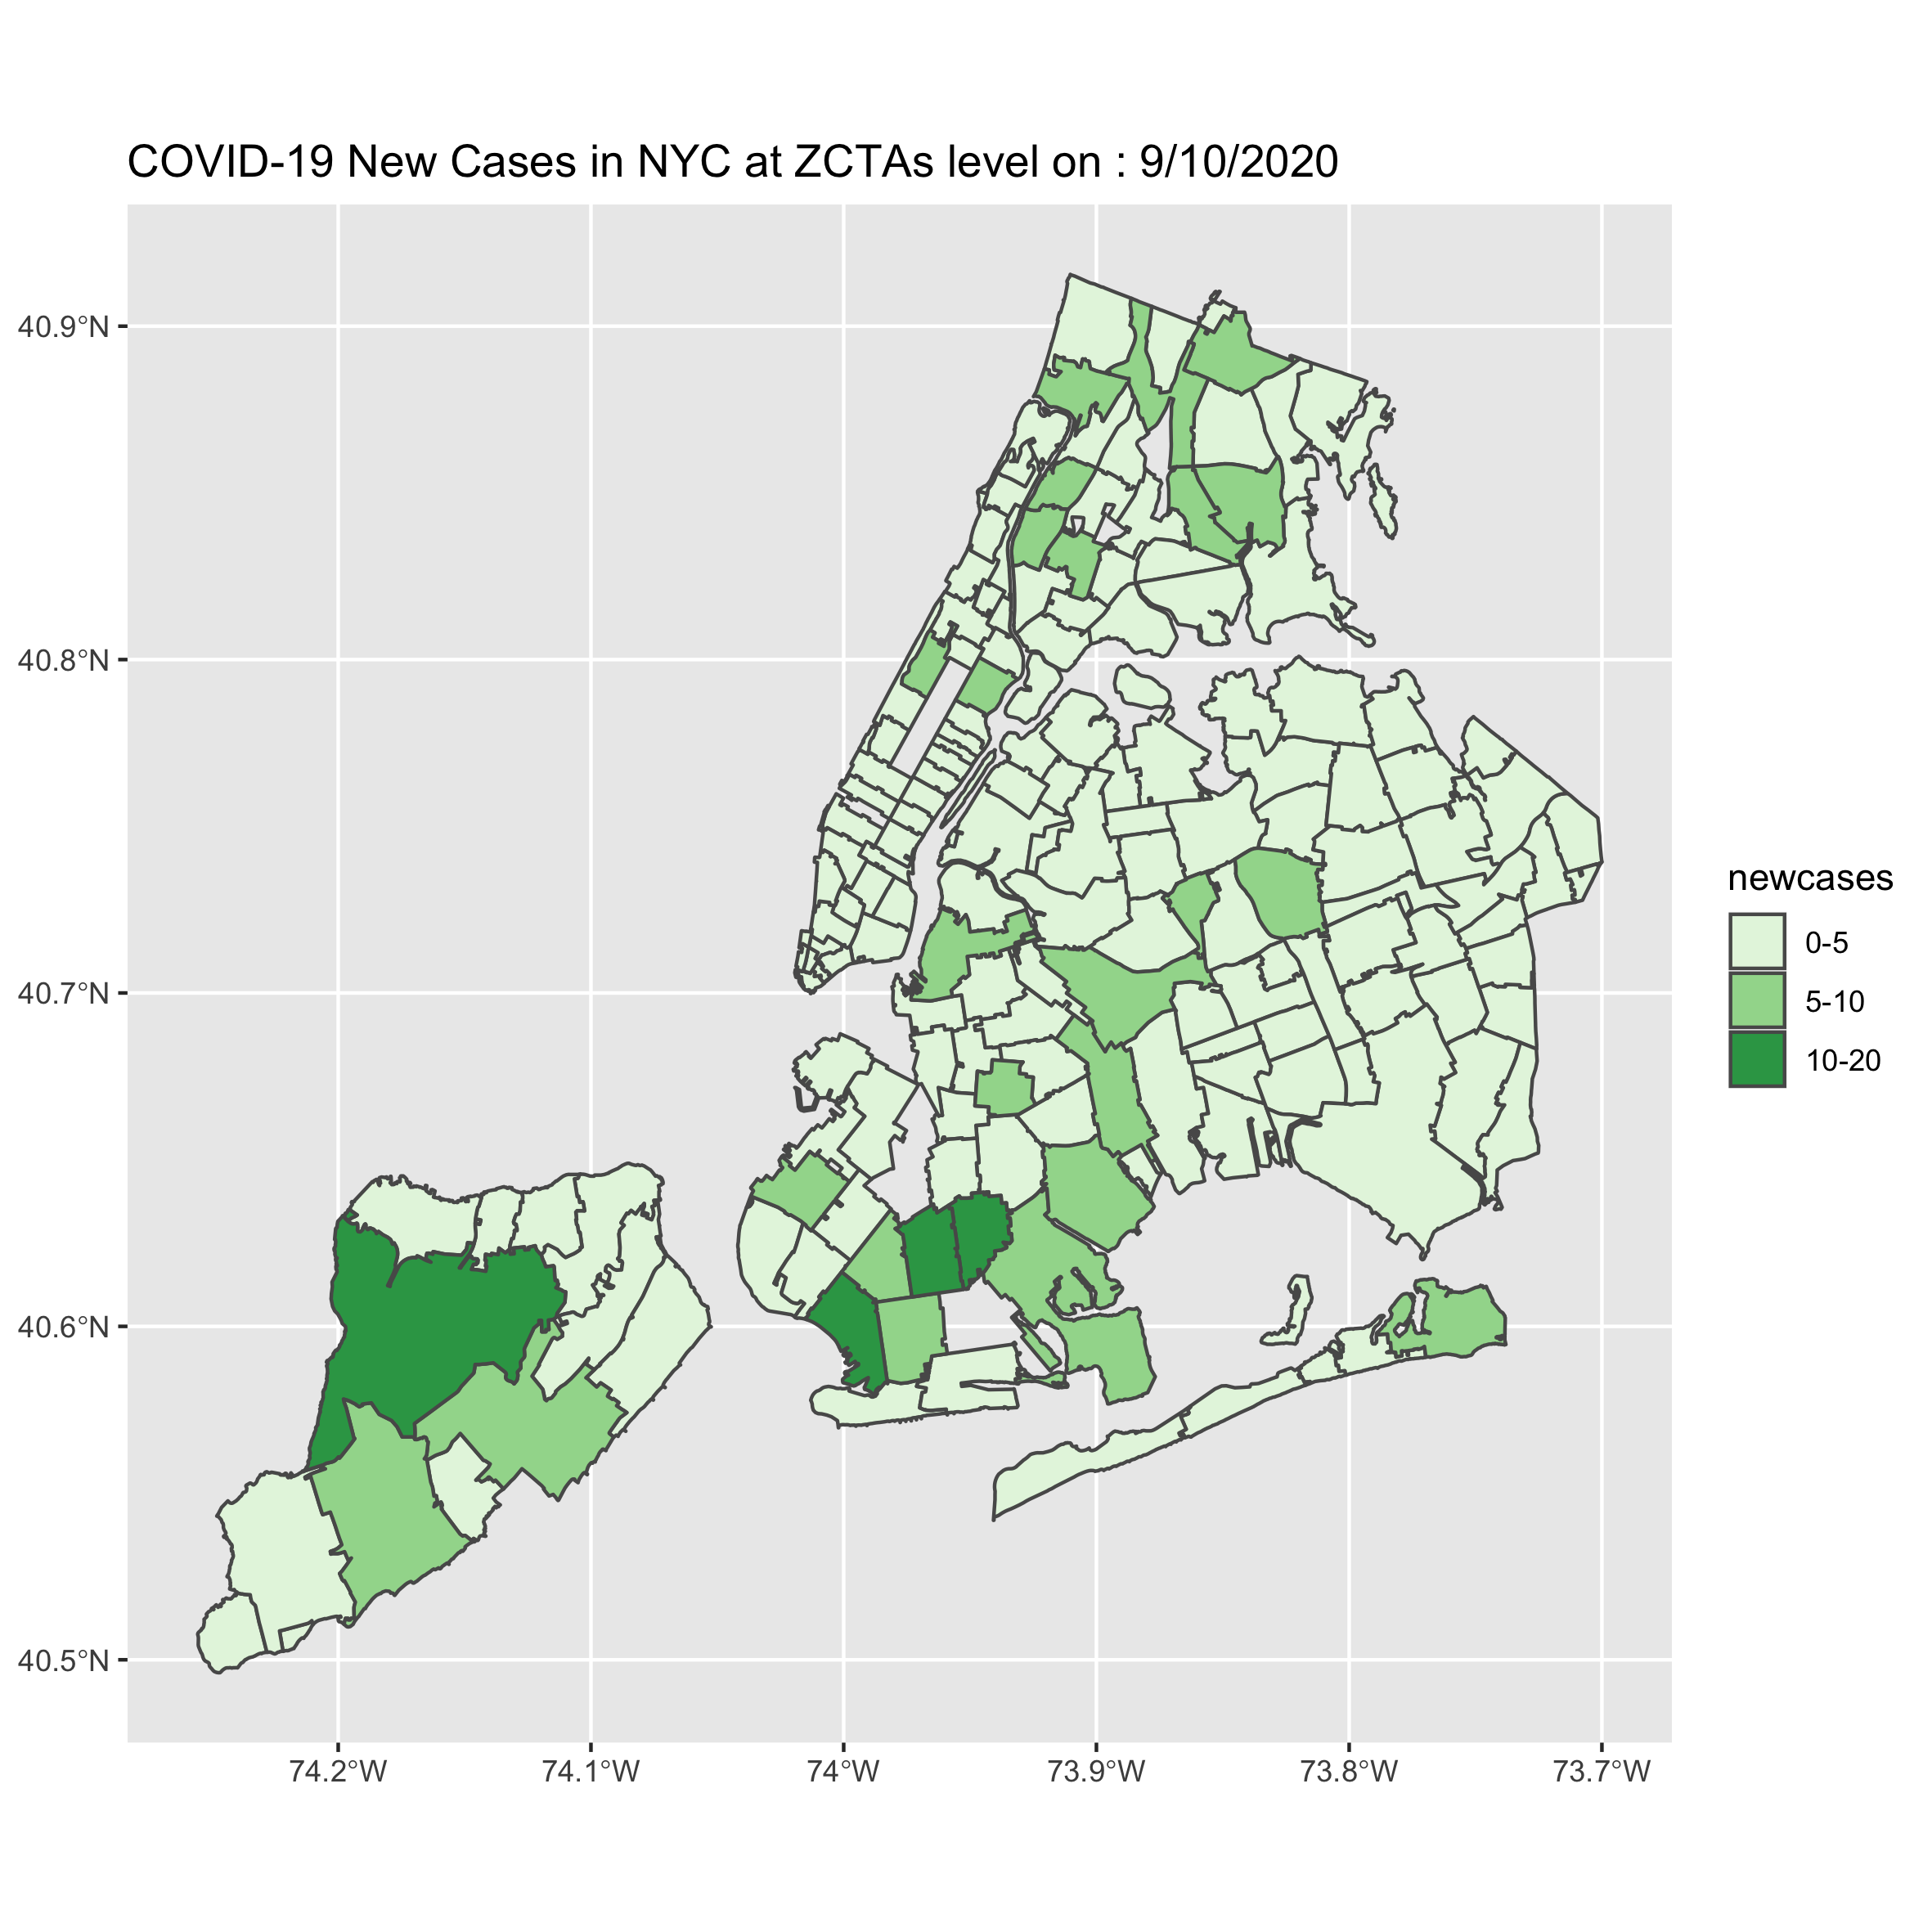 COVID-19 New Cases in NYC at ZCTAs level on : 9/10/2020
40.9°N
40.8°N
40.7°N
40.6°N
40.5°N
74.2°W
74.1°W
74°W
73.9°W
73.8°W
73.7°W
newcases
0-5
5-10
10-20